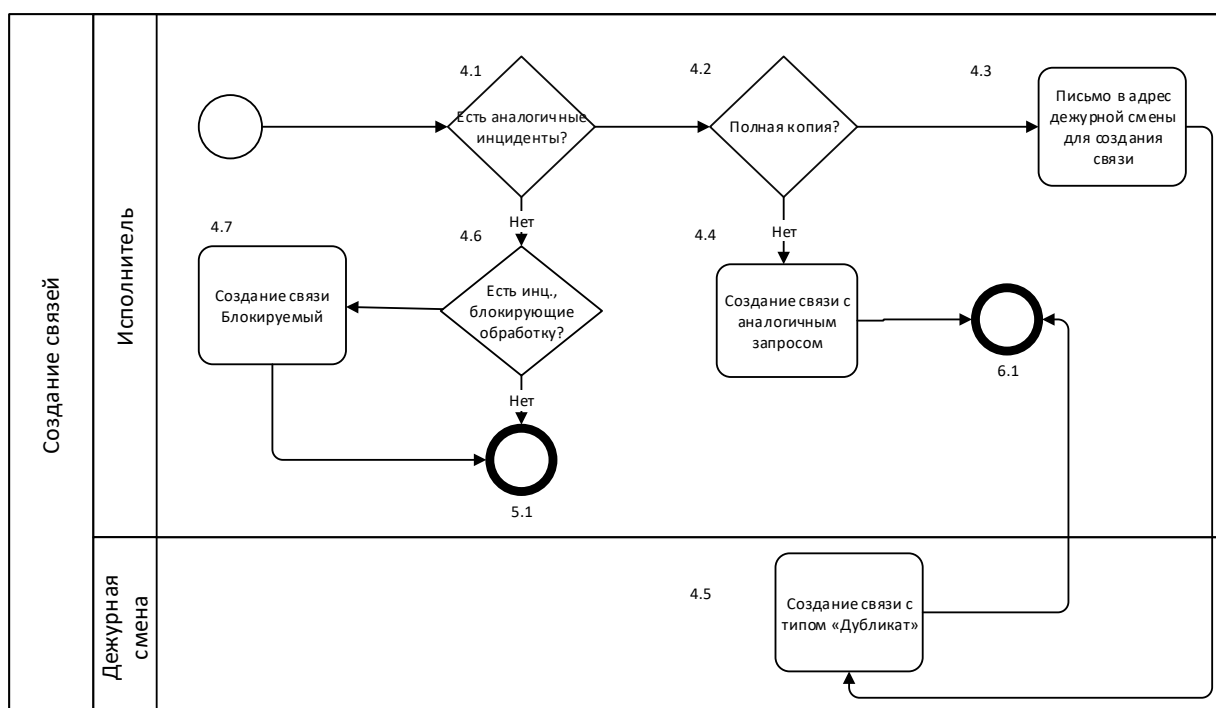 Создание связей
Исполнитель
4.1
Есть аналогичные
инциденты?
4.2
Полная копия?
4.3
Письмо в адрес
дежурной смены
для создания
связи
Нет
Нет
4.7
Создание связи
Блокируемый
4.6
Есть инц.,
блокирующие
обработку?
4.4
Создание связи с
аналогичным
запросом
6.1
Нет
5.1
Дежурная
смена
4.5
Создание связи с
типом «Дубликат»